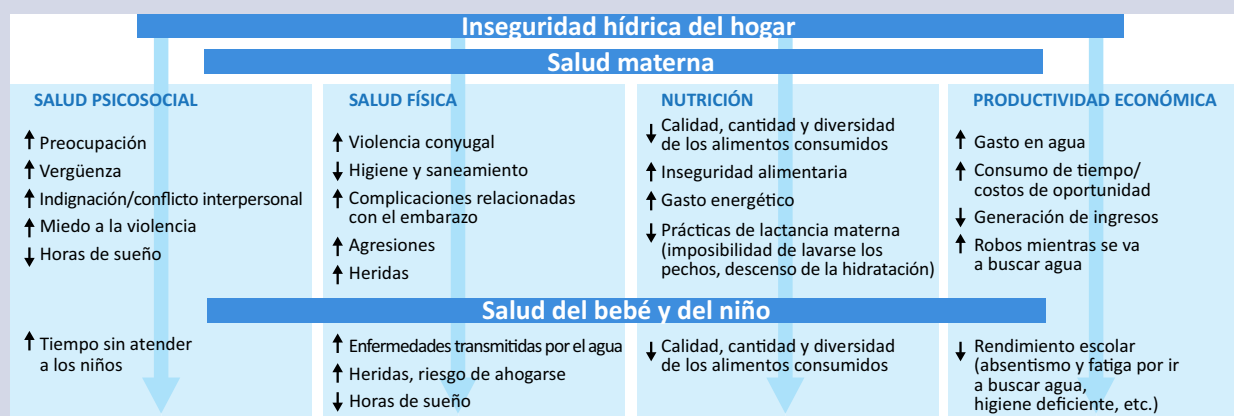 Inseguridad hídrica del hogar
Salud materna
SALUD PSICOSOCIAL
↑ Preocupación
↑ Vergüenza
↑ Indignación/conflicto interpersonal
↑ Miedo a la violencia
↓ Horas de sueño
SALUD FÍSICA
↑ Violencia conyugal
↓ Higiene y saneamiento
↑ Complicaciones relacionadas
con el embarazo
↑ Agresiones
↑ Heridas
NUTRICIÓN
↓ Calidad, cantidad y diversidad
de los alimentos consumidos
↑ Inseguridad alimentaria
↑ Gasto energético
↓ Prácticas de lactancia materna
(imposibilidad de lavarse los
pechos, descenso de la hidratación)
PRODUCTIVIDAD ECONÓMICA
↑ Gasto en agua
↑ Consumo de tiempo/
costos de oportunidad
↓ Generación de ingresos
↑ Robos mientras se va
a buscar agua
Salud del bebé y del niño
↑ Tiempo sin atender
a los niños
↑ Enfermedades transmitidas por el agua
↑ Heridas, riesgo de ahogarse
↓ Horas de sueño
↓ Calidad, cantidad y diversidad
de los alimentos consumidos
↓ Rendimiento escolar
(absentismo y fatiga por ir
a buscar agua,
higiene deficiente, etc.)